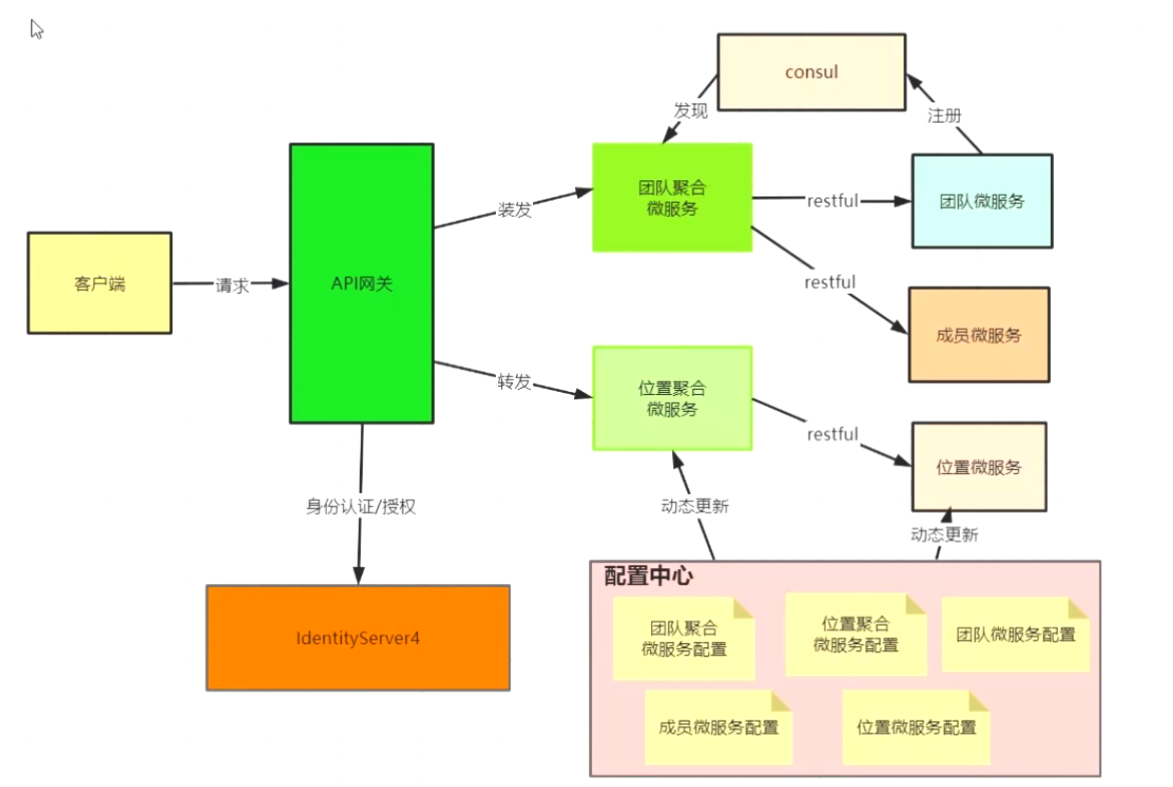 consul
发现
注册
团队聚合
微服务
装发
restful
团队微服务
客户端
请求
API网关
restful
成员微服务
转发
位置聚合
微服务
restful
位置微服务
身份认证/授权
动态更新
动态更新
配置中心
团队聚合
微服务配置
位置聚合
微服务配置
团队微服务配置
IdentityServer4
成员微服务配置
位置微服务配置